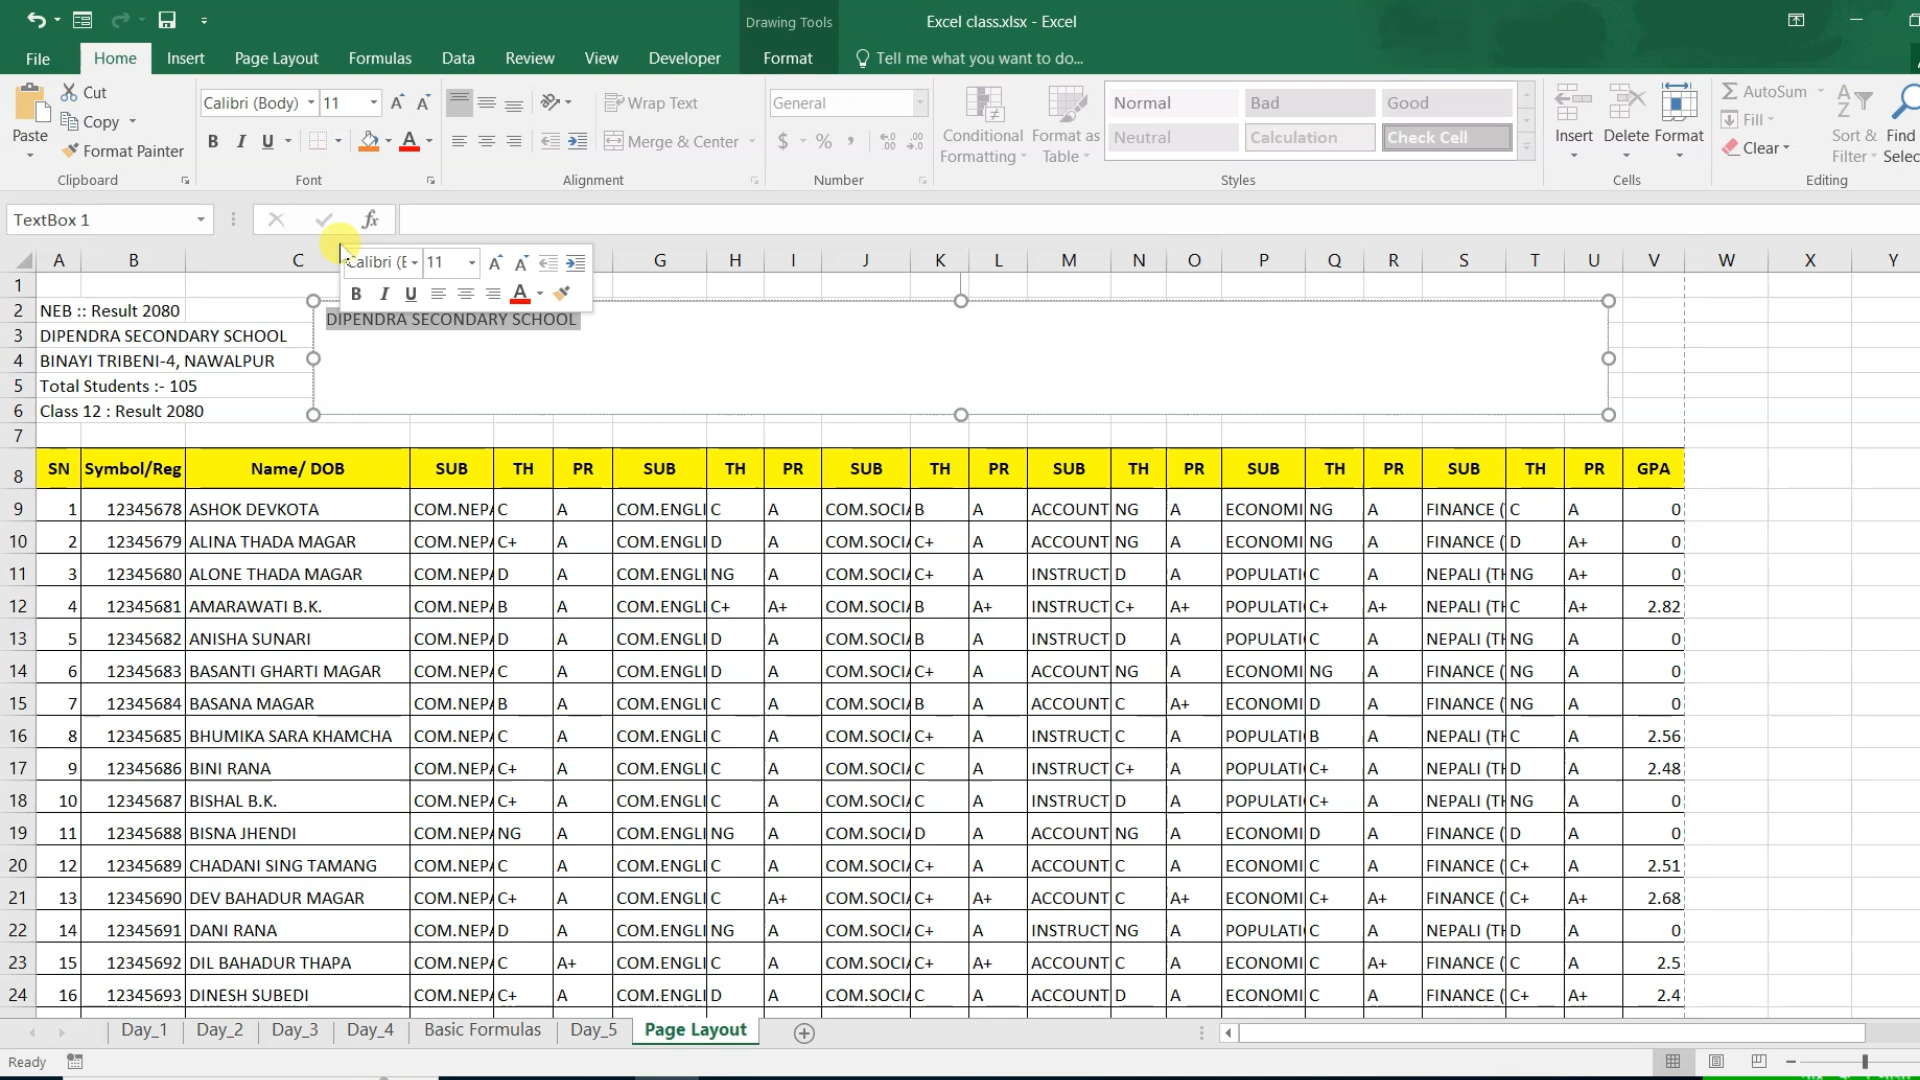 Drawing Tools
Excel class.xlsx - Excel
File Home Insert Page Layout Formulas Data Review View Developer Format Tell me what you want to do...
Paste
Cut
Copy
Format Painter
Clipboard
Calibri (Body) 11
B I U
Font
Wrap Text
Merge & Center
Alignment
General
$ % ,
Number
Conditional Formatting
Format as Table
Normal Bad Good
Neutral Calculation Check Cell
Styles
Insert Delete Format
Cells
AutoSum
Fill
Clear
Sort & Filter
Find
Selec
Editing
TextBox 1 fx
11
B I U A
A B C G H I J K L M N O P Q R S T U V W X Y
1
2 NEB :: Result 2080
DIPENDRA SECONDARY SCHOOL
3 DIPENDRA SECONDARY SCHOOL
4 BINAYI TRIBENI-4, NAWALPUR
5 Total Students :- 105
6 Class 12 : Result 2080
7
8 SN Symbol/Reg Name/ DOB SUB TH PR SUB TH PR SUB TH PR SUB TH PR SUB TH PR SUB TH PR GPA
9 1 12345678 ASHOK DEVKOTA COM.NEPA C A COM.ENGLI C A COM.SOCIA B A ACCOUNT NG A ECONOMI NG A FINANCE ( C A 0
10 2 12345679 ALINA THADA MAGAR COM.NEPA C+ A COM.ENGLI D A COM.SOCIA C+ A ACCOUNT NG A ECONOMI NG A FINANCE ( D A+ 0
11 3 12345680 ALONE THADA MAGAR COM.NEPA D A COM.ENGLI NG A COM.SOCIA C+ A INSTRUCT D A POPULATI C A NEPALI (TH NG A+ 0
12 4 12345681 AMARAWATI B.K. COM.NEPA B A COM.ENGLI C+ A+ COM.SOCIA B A+ INSTRUCT C+ A+ POPULATI C+ A+ NEPALI (TH C A+ 2.82
13 5 12345682 ANISHA SUNARI COM.NEPA D A COM.ENGLI D A COM.SOCIA B A INSTRUCT D A POPULATI C A NEPALI (TH NG A 0
14 6 12345683 BASANTI GHARTI MAGAR COM.NEPA C A COM.ENGLI D A COM.SOCIA C+ A ACCOUNT NG A ECONOMI NG A FINANCE ( NG A 0
15 7 12345684 BASANA MAGAR COM.NEPA B A COM.ENGLI C A COM.SOCIA B A ACCOUNT C A+ ECONOMI D A FINANCE ( NG A 0
16 8 12345685 BHUMIKA SARA KHAMCHA COM.NEPA C A COM.ENGLI C A COM.SOCIA C+ A INSTRUCT C A POPULATI B A NEPALI (TH C A 2.56
17 9 12345686 BINI RANA COM.NEPA C+ A COM.ENGLI C A COM.SOCIA C A INSTRUCT C+ A POPULATI C+ A NEPALI (TH D A 2.48
18 10 12345687 BISHAL B.K. COM.NEPA C+ A COM.ENGLI C A COM.SOCIA C A INSTRUCT D A POPULATI C+ A NEPALI (TH NG A 0
19 11 12345688 BISNA JHENDI COM.NEPA NG A COM.ENGLI NG A COM.SOCIA D A ACCOUNT NG A ECONOMI D A FINANCE ( D A 0
20 12 12345689 CHADANI SING TAMANG COM.NEPA C A COM.ENGLI C A COM.SOCIA C+ A ACCOUNT C A ECONOMI C A FINANCE ( C+ A 2.51
21 13 12345690 DEV BAHADUR MAGAR COM.NEPA C+ A COM.ENGLI C A+ COM.SOCIA C+ A+ ACCOUNT C A+ ECONOMI C+ A+ FINANCE ( C+ A+ 2.68
22 14 12345691 DANI RANA COM.NEPA D A COM.ENGLI NG A COM.SOCIA C+ A INSTRUCT NG A POPULATI C A NEPALI (TH D A 0
23 15 12345692 DIL BAHADUR THAPA COM.NEPA C A+ COM.ENGLI C A COM.SOCIA C+ A+ ACCOUNT C A ECONOMI C A+ FINANCE ( C A 2.5
24 16 12345693 DINESH SUBEDI COM.NEPA C+ A COM.ENGLI D A COM.SOCIA C A ACCOUNT D A ECONOMI C A FINANCE ( C+ A+ 2.4
Day_1 Day_2 Day_3 Day_4 Basic Formulas Day_5 Page Layout
Ready